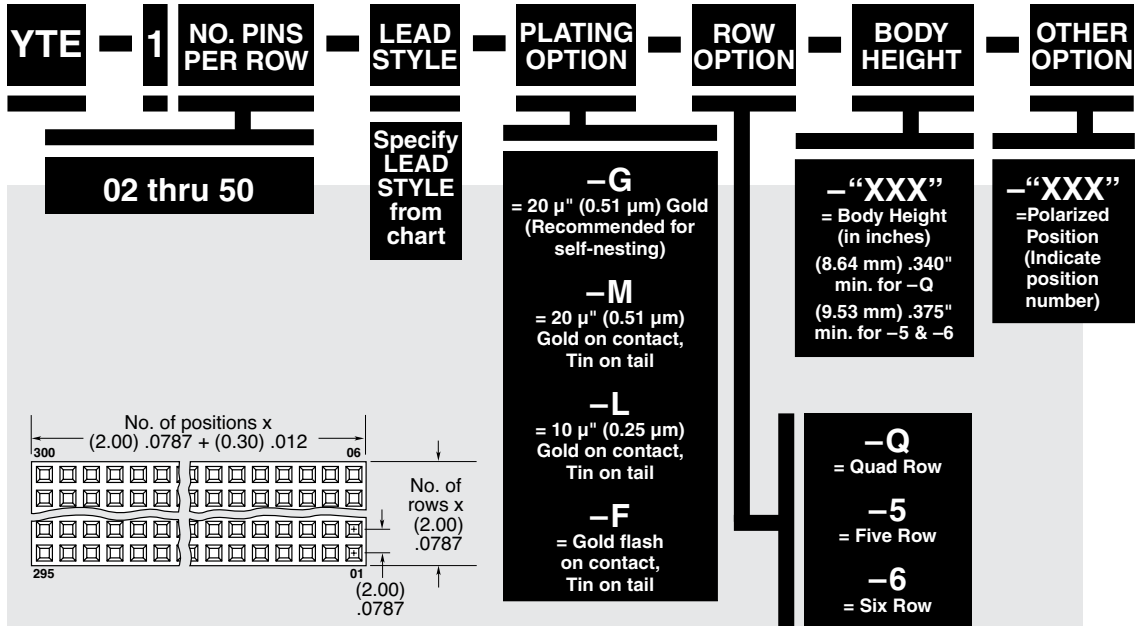 YTE
1
NO. PINS
PER ROW
LEAD
STYLE
PLATING
OPTION
ROW
OPTION
BODY
HEIGHT
OTHER
OPTION
02 thru 50
Specify
LEAD
STYLE
from
chart
–G
= 20 µ" (0.51 µm) Gold
(Recommended for
self-nesting)
–M
= 20 µ" (0.51 µm)
Gold on contact,
Tin on tail
–L
= 10 µ" (0.25 µm)
Gold on contact,
Tin on tail
–F
= Gold flash
on contact,
Tin on tail
–Q
= Quad Row
–5
= Five Row
–6
= Six Row
–“XXX”
= Body Height
(in inches)
(8.64 mm) .340"
min. for –Q
(9.53 mm) .375"
min. for –5 & –6
–“XXX”
=Polarized
Position
(Indicate
position
number)
No. of positions x
(2.00) .0787 + (0.30) .012
300
06
No. of
rows x
(2.00)
.0787
295
01
(2.00)
.0787